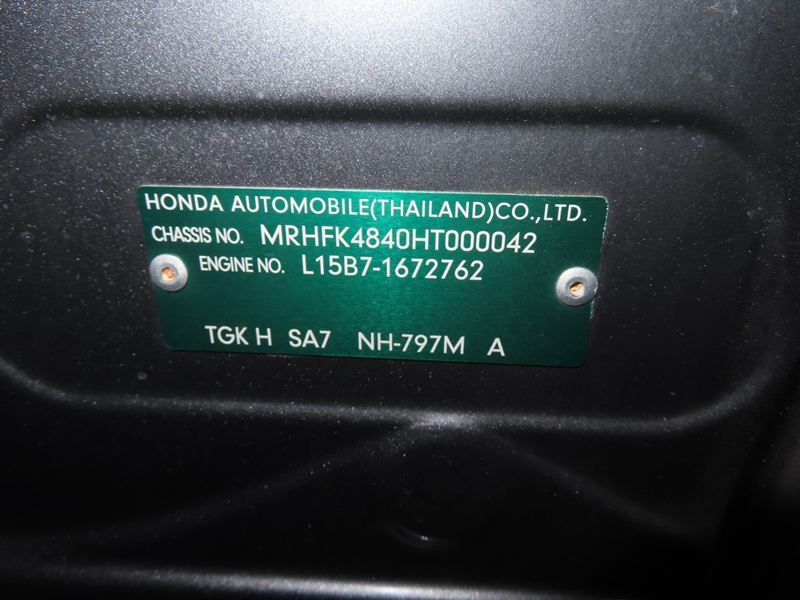 HONDA AUTOMOBILE(THAILAND)CO.,LTD.
CHASSIS NO. MRHFK4840HT000042
ENGINE NO. L15B7-1672762
TGK H SA7 NH-797M A